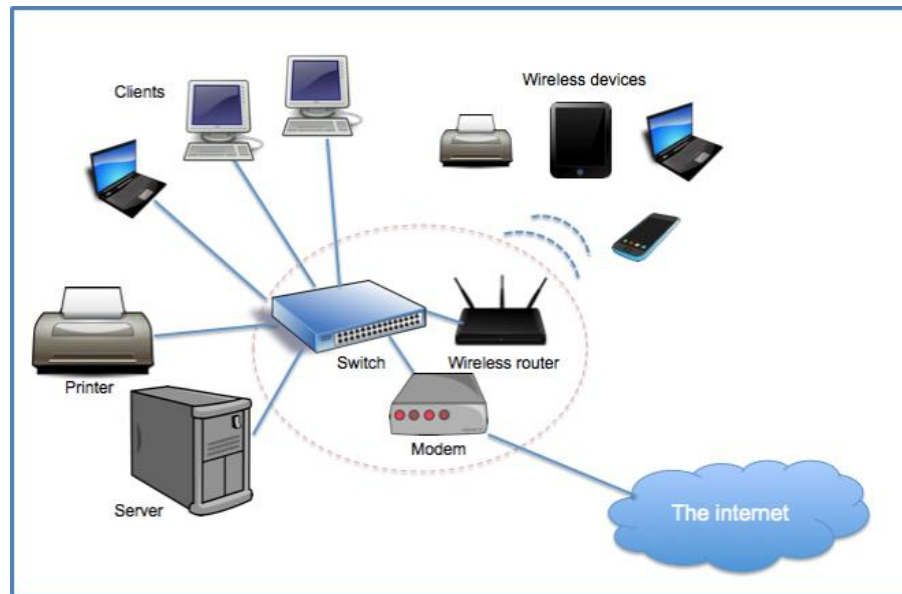 Clients
Wireless devices
Switch
Wireless router
Printer
Modem
Server
The internet